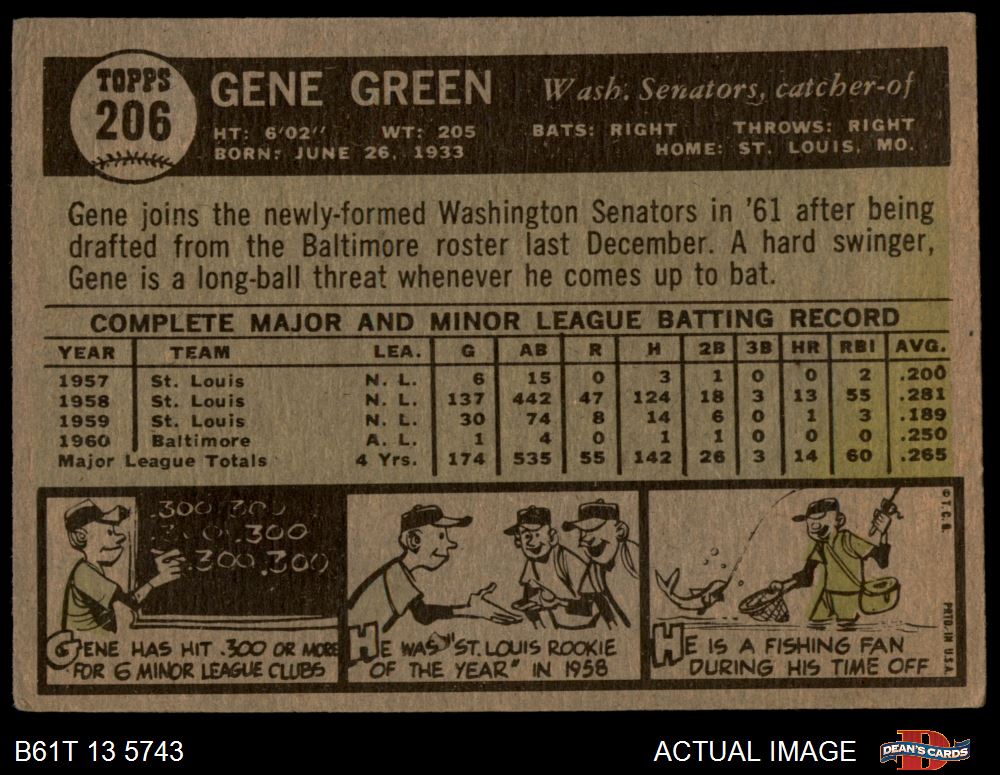 TOPPS
206
GENE GREEN
Wash. Senators, catcher-of
HT: 6'02" WT: 205 BATS: RIGHT THROWS: RIGHT
BORN: JUNE 26, 1933 HOME: ST. LOUIS, MO.
Gene joins the newly-formed Washington Senators in '61 after being
drafted from the Baltimore roster last December. A hard swinger,
Gene is a long-ball threat whenever he comes up to bat.
COMPLETE MAJOR AND MINOR LEAGUE BATTING RECORD
YEAR TEAM LEA. G AB R H 2B 3B HR RBI AVG.
1957 St. Louis N. L. 6 15 0 3 1 0 0 2 .200
1958 St. Louis N. L. 137 442 47 124 18 3 13 55 .281
1959 St. Louis N. L. 30 74 8 14 6 0 1 3 .189
1960 Baltimore A. L. 1 4 0 1 1 0 0 0 .250
Major League Totals 4 Yrs. 174 535 55 142 26 3 14 60 .265
.300 .300
.300
.300 .300
GENE HAS HIT .300 OR MORE
FOR 6 MINOR LEAGUE CLUBS
HE WAS "ST. LOUIS ROOKIE
OF THE YEAR" IN 1958
HE IS A FISHING FAN
DURING HIS TIME OFF
© T.C.G.
PRTD. IN U.S.A.
B61T 13 5743
ACTUAL IMAGE
D
DEAN'S CARDS